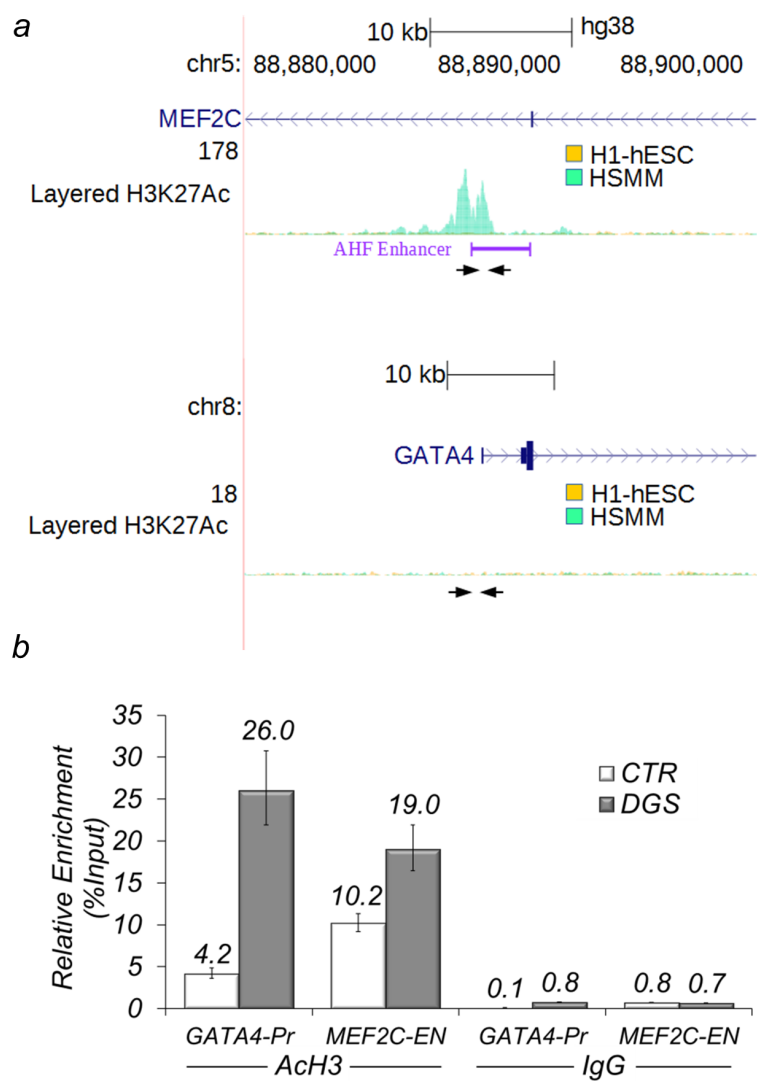 a
10 kb hg38
chr5: 88,880,000 88,890,000 88,900,000
MEF2C
178
H1-hESC
Layered H3K27Ac
HSMM
AHF Enhancer
10 kb
chr8:
GATA4
18
H1-hESC
Layered H3K27Ac
HSMM
b
Relative Enrichment
(%Input)
35
30
25
20
15
10
5
0
26.0
19.0
10.2
4.2
0.1
0.8
0.8
0.7
CTR
DGS
GATA4-Pr MEF2C-EN GATA4-Pr MEF2C-EN
AcH3 IgG